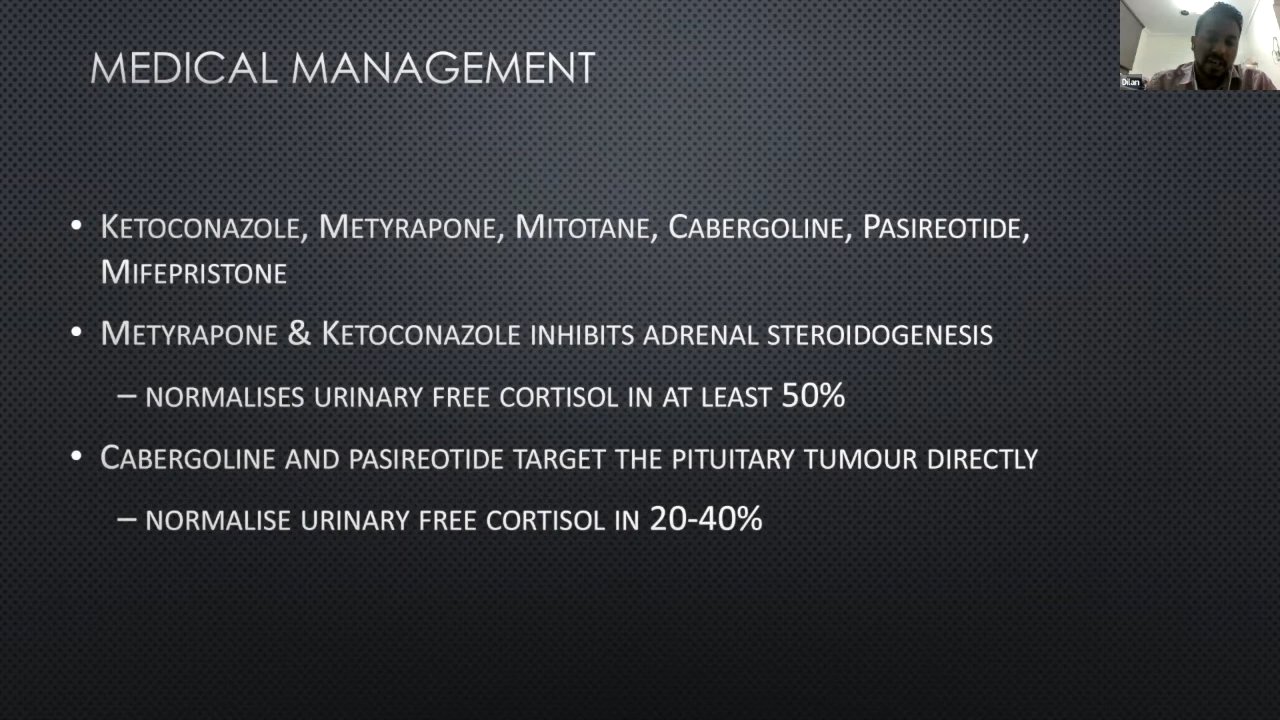 MEDICAL MANAGEMENT
Dilan
• KETOCONAZOLE, METYRAPONE, MITOTANE, CABERGOLINE, PASIREOTIDE,
MIFEPRISTONE
• METYRAPONE & KETOCONAZOLE INHIBITS ADRENAL STEROIDOGENESIS
– NORMALISES URINARY FREE CORTISOL IN AT LEAST 50%
• CABERGOLINE AND PASIREOTIDE TARGET THE PITUITARY TUMOUR DIRECTLY
– NORMALISE URINARY FREE CORTISOL IN 20-40%